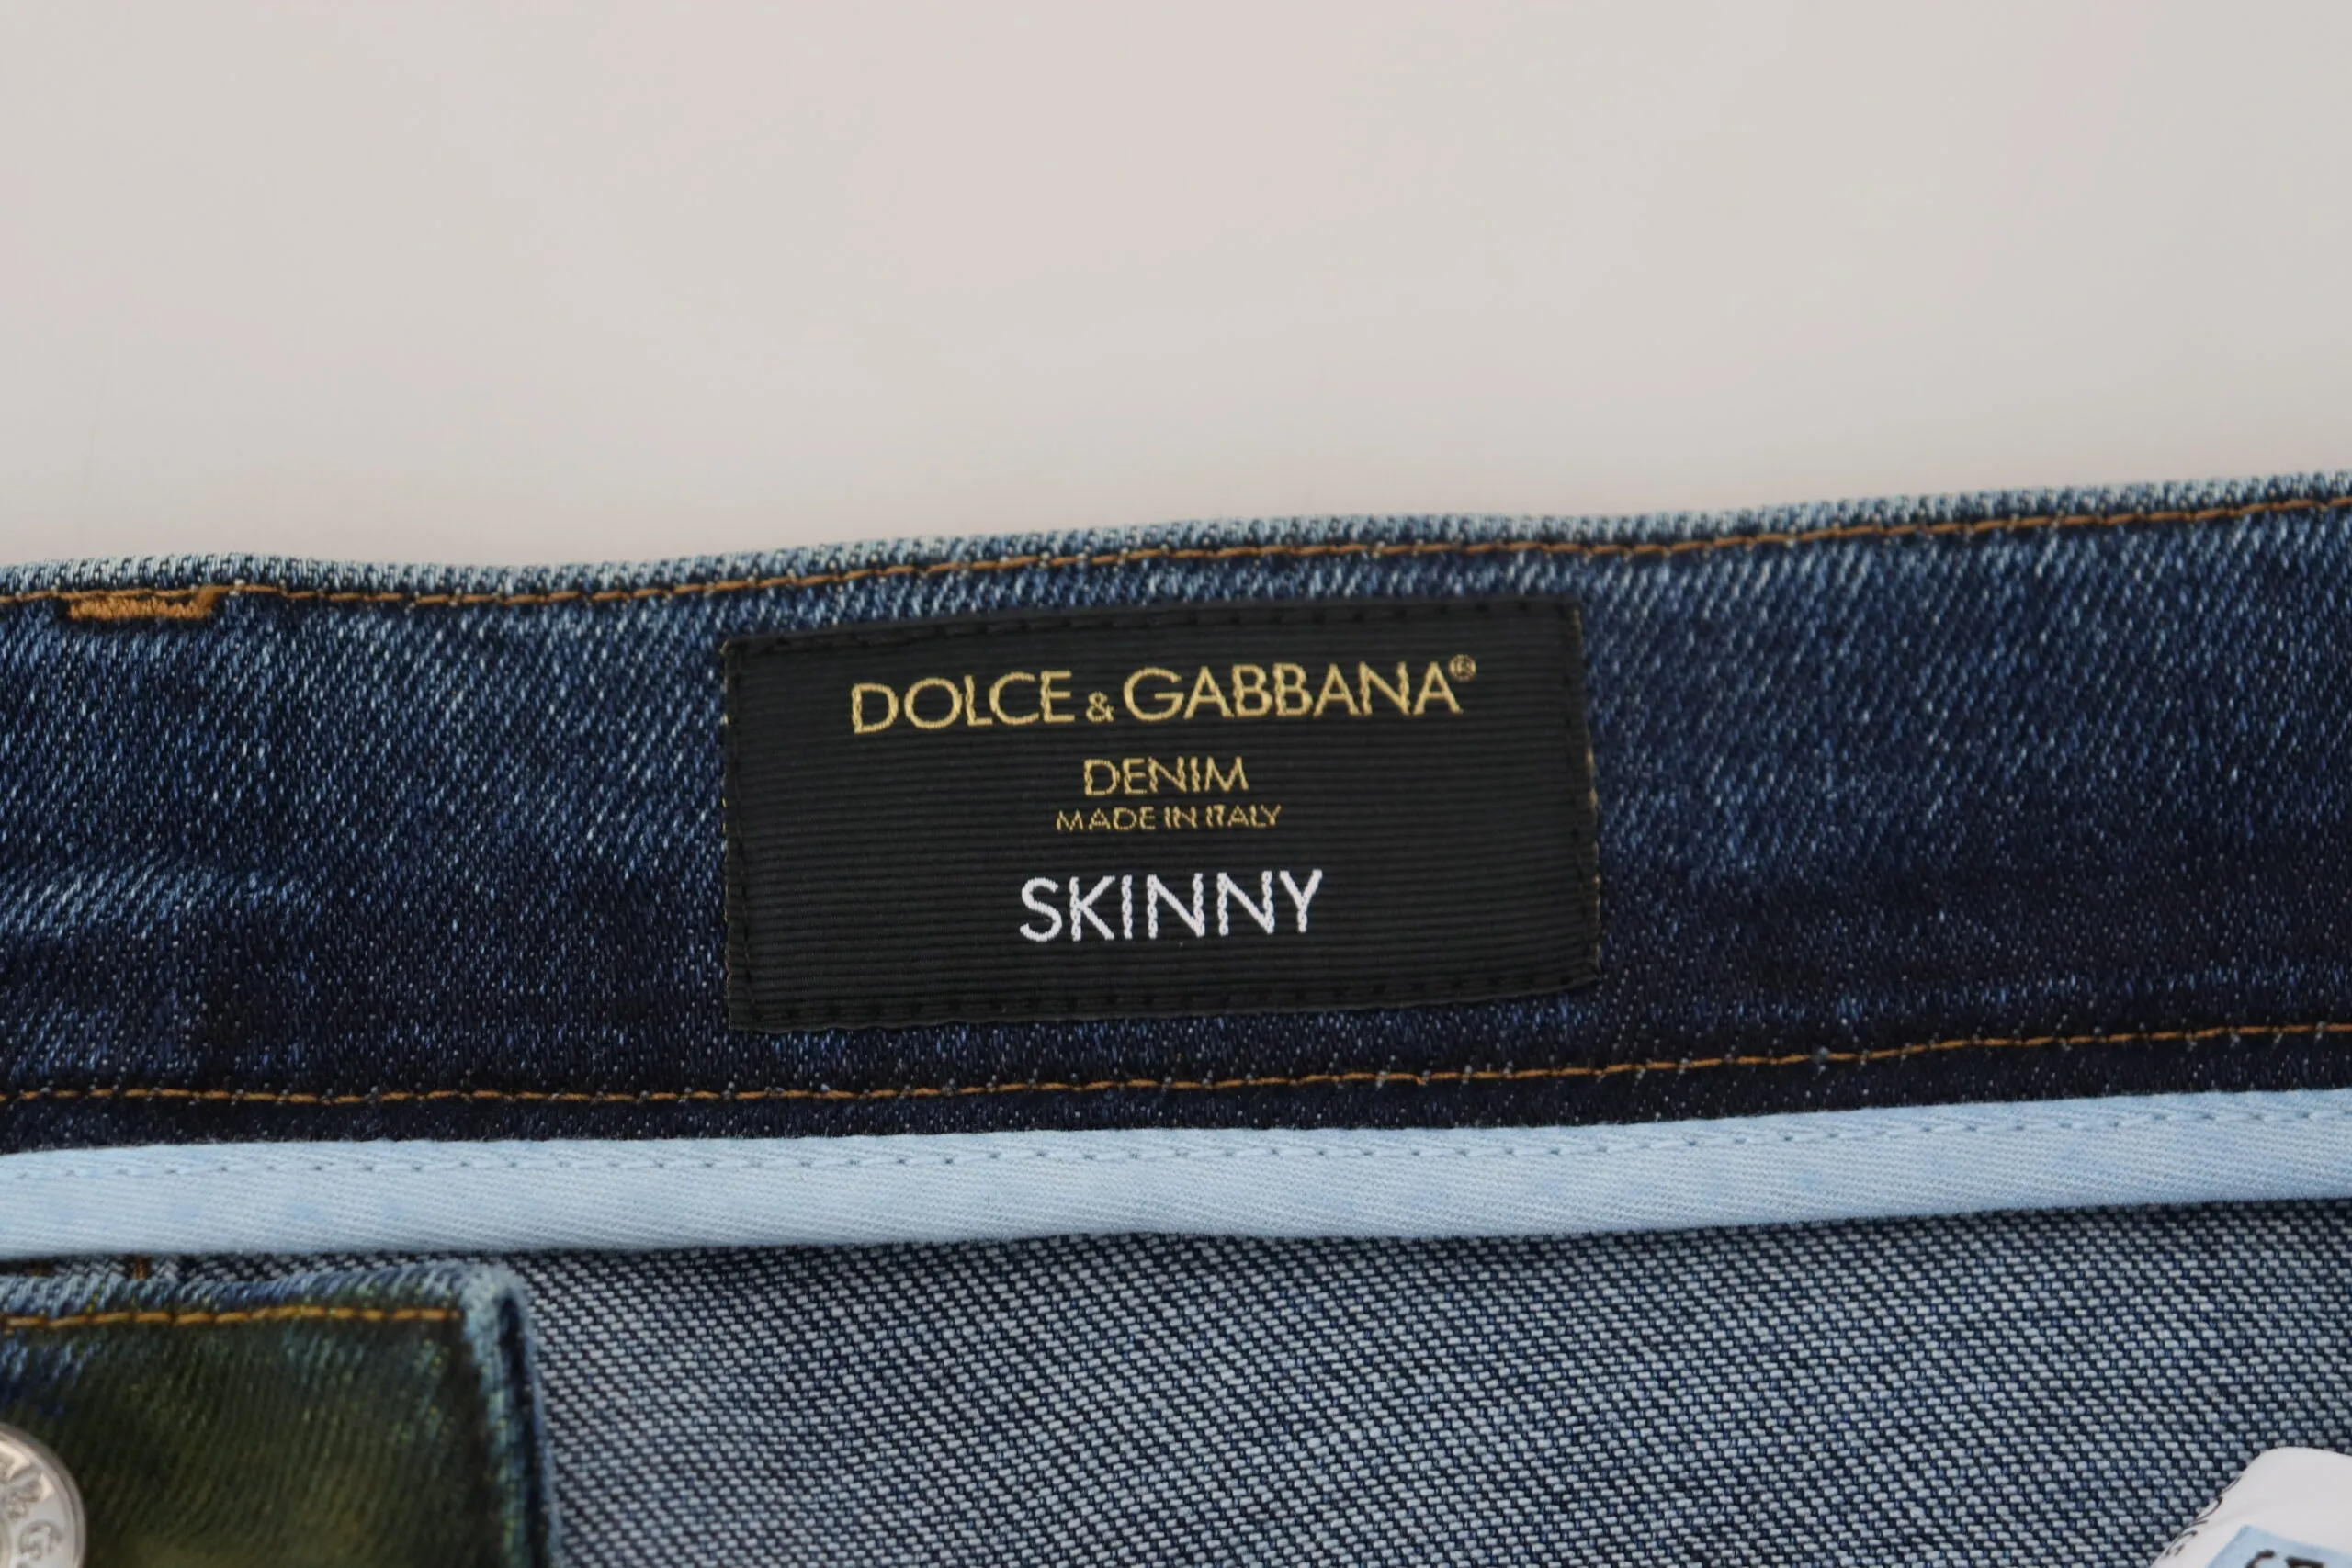 DOLCE & GABBANA®
DENIM
MADE IN ITALY
SKINNY